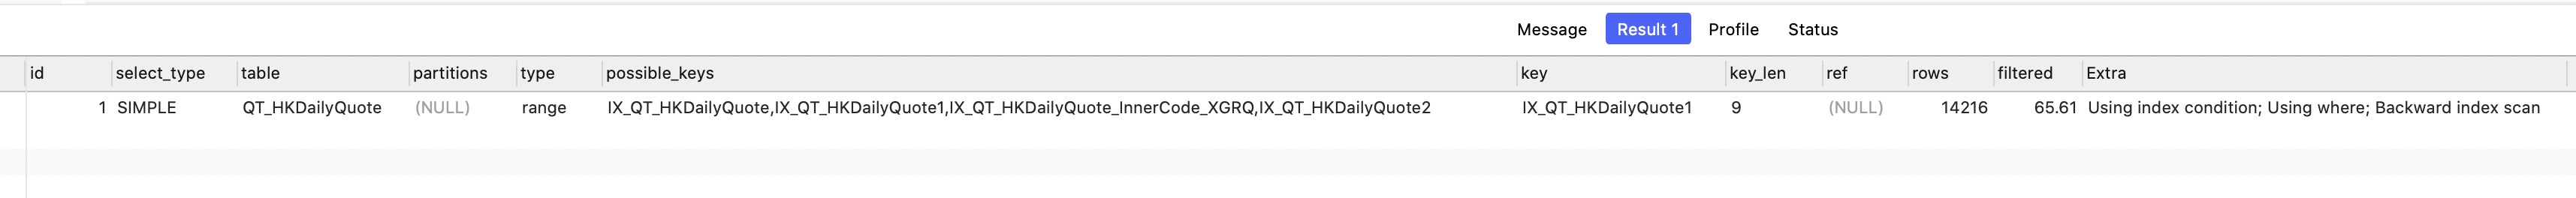 Message Result 1 Profile Status
id select_type table partitions type possible_keys key key_len ref rows filtered Extra
1 SIMPLE QT_HKDailyQuote (NULL) range IX_QT_HKDailyQuote,IX_QT_HKDailyQuote1,IX_QT_HKDailyQuote_InnerCode_XGRQ,IX_QT_HKDailyQuote2 IX_QT_HKDailyQuote1 9 (NULL) 14216 65.61 Using index condition; Using where; Backward index scan